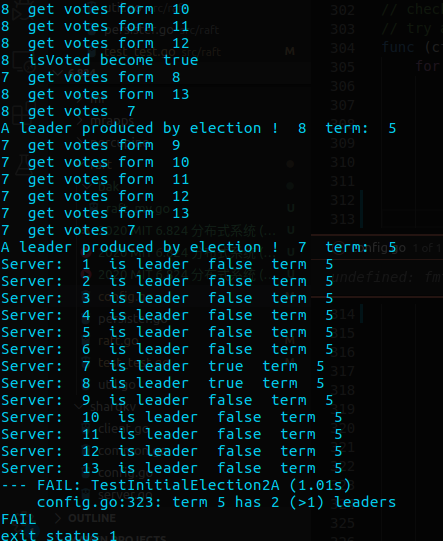 8  get votes form  10
8  get votes form  11
8  get votes form  12
8  isVoted become true
7  get votes form  8
8  get votes form  13
8  get votes  7
A leader produced by election !  8  term:  5
7  get votes form  9
7  get votes form  10
7  get votes form  11
7  get votes form  12
7  get votes form  13
7  get votes
A leader produced by election !  7  term:  5
Server:  1  is leader  false  term  5
Server:  2  is leader  false  term  5
Server:  3  is leader  false  term  5
Server:  4  is leader  false  term  5
Server:  5  is leader  false  term  5
Server:  6  is leader  false  term  5
Server:  7  is leader  true  term  5
Server:  8  is leader  true  term  5
Server:  9  is leader  false  term  5
Server:  10  is leader  false  term  5
Server:  11  is leader  false  term  5
Server:  12  is leader  false  term  5
Server:  13  is leader  false  term  5
--- FAIL: TestInitialElection2A (1.01s)
    config.go:323: term 5 has 2 (>1) leaders
FAIL
exit status 1
302
// check
303
// try
304
func (c
305
for
306
307
308
309
310
311
312
313
314
315
316
317
318
319
320
321
322
323
324
325
OUTLINE